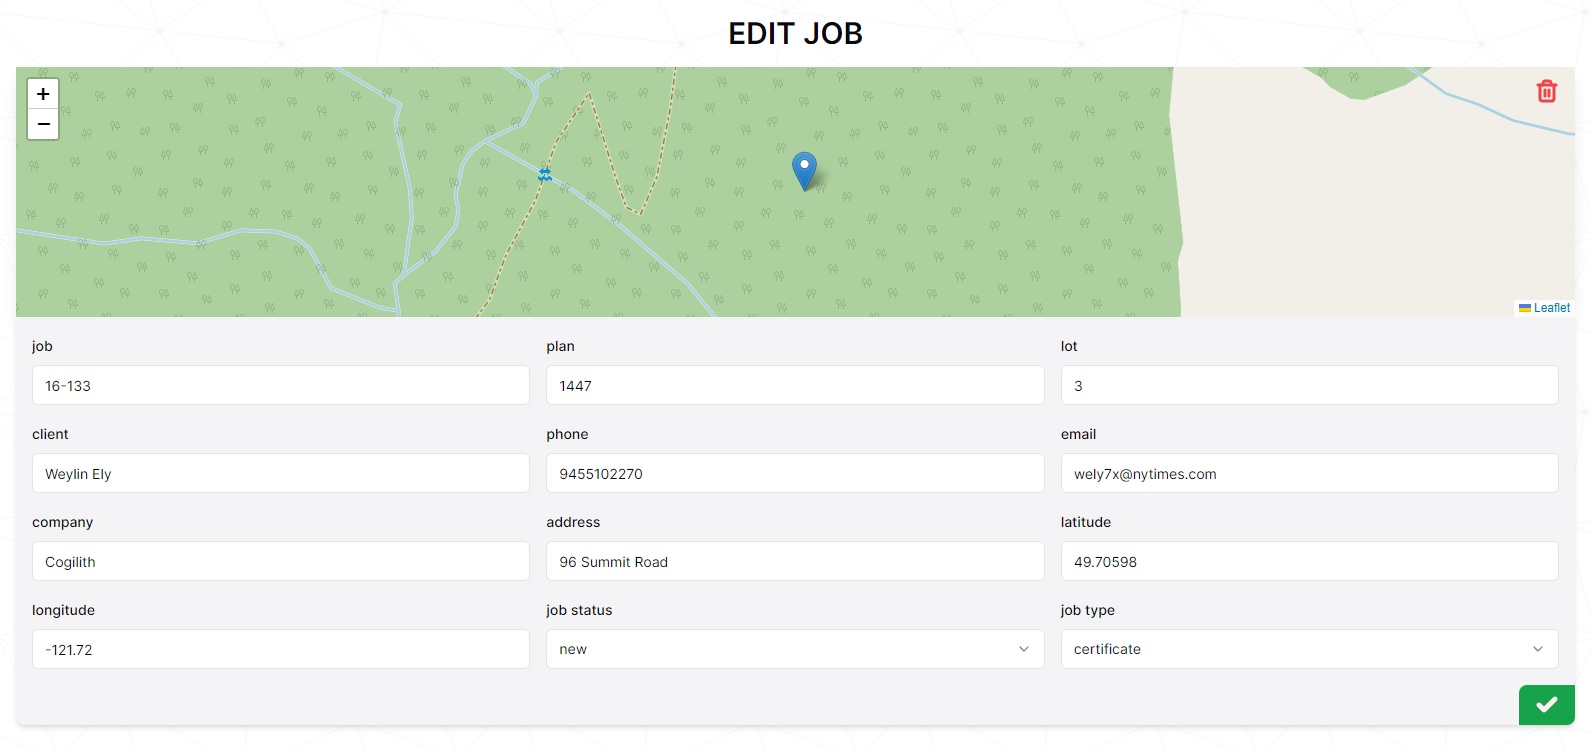 EDIT JOB
+
−
Leaflet
job plan lot
16-133 1447 3
client phone email
Weylin Ely 9455102270 wely7x@nytimes.com
company address latitude
Cogilith 96 Summit Road 49.70598
longitude job status job type
-121.72 new certificate